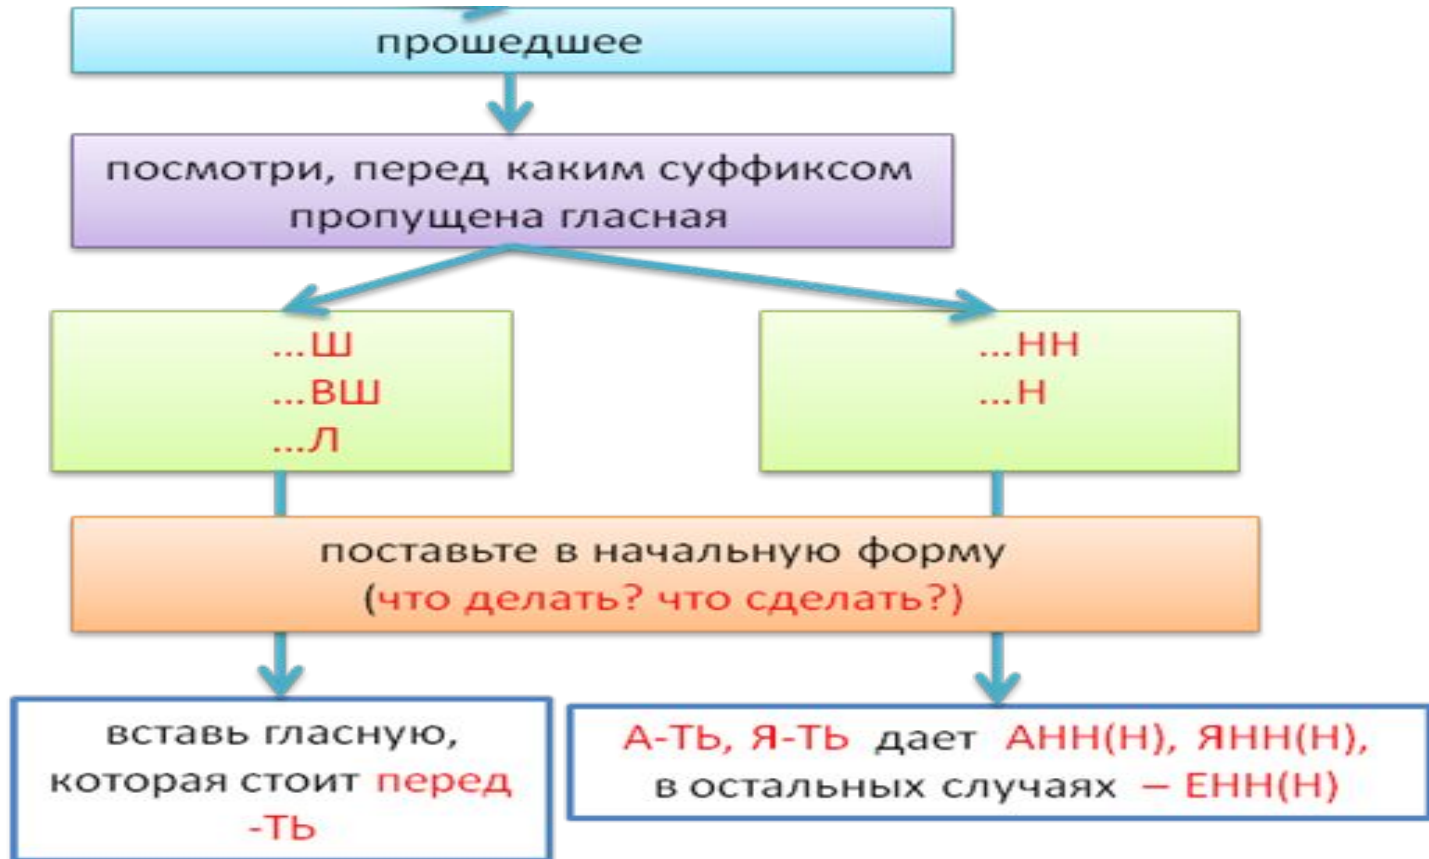 прошедшее
посмотри, перед каким суффиксом
пропущена гласная
...Ш
...ВШ
...Л
...НН
...Н
поставьте в начальную форму
(что делать? что сделать?)
вставь гласную,
которая стоит перед
-ТЬ
А-ТЬ, Я-ТЬ дает АНН(Н), ЯНН(Н),
в остальных случаях – ЕНН(Н)